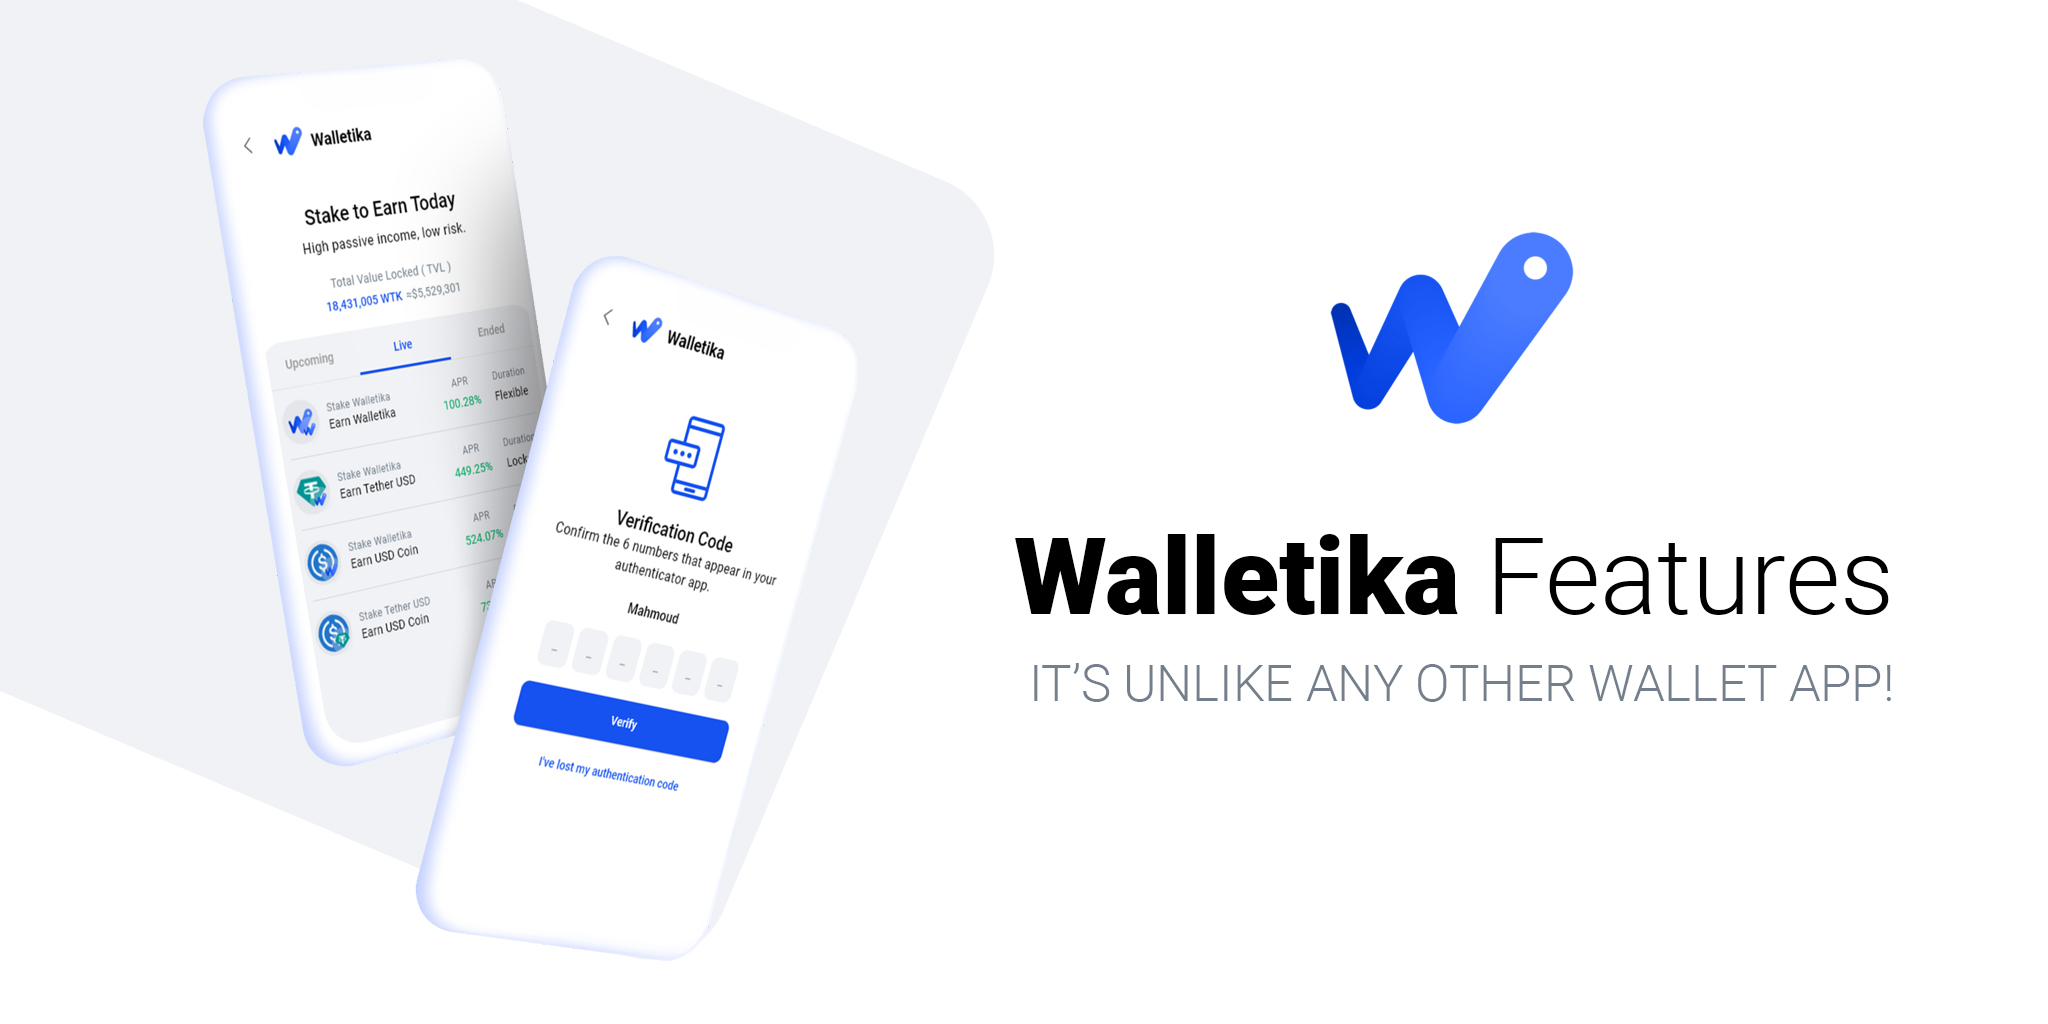 Walletika
Stake to Earn Today
High passive income, low risk.
Total Value Locked ( TVL )
18,431,005 WTK ≈$5,529,301
Upcoming Live Ended
Stake Walletika APR Duration
Earn Walletika 100.28% Flexible
Stake Walletika APR
Earn Tether USD 449.25%
Stake Walletika APR
Earn USD Coin 524.07%
Stake Tether USD
Earn USD Coin
Walletika
Verification Code
Confirm the 6 numbers that appear in your
authenticator app.
Mahmoud
_ _ _ _ _ _
Verify
I've lost my authentication code
Walletika Features
IT'S UNLIKE ANY OTHER WALLET APP!